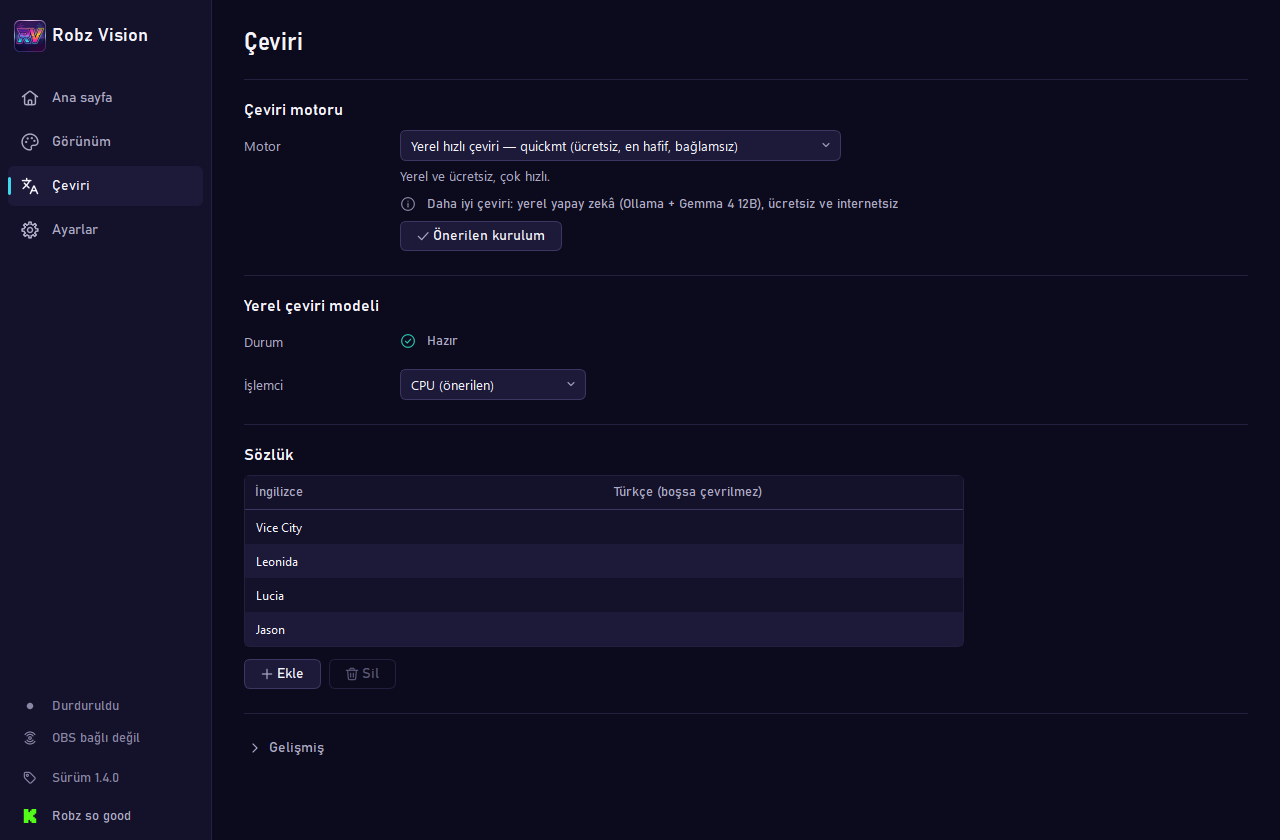 Robz Vision
Ana sayfa
Görünüm
Çeviri
Ayarlar
Durduruldu
OBS bağlı değil
Sürüm 1.4.0
Robz so good
Çeviri
Çeviri motoru
Motor
Yerel hızlı çeviri — quickmt (ücretsiz, en hafif, bağlamsız)
Yerel ve ücretsiz, çok hızlı.
Daha iyi çeviri: yerel yapay zekâ (Ollama + Gemma 4 12B), ücretsiz ve internetsiz
Önerilen kurulum
Yerel çeviri modeli
Durum
Hazır
İşlemci
CPU (önerilen)
Sözlük
İngilizce
Türkçe (boşsa çevrilmez)
Vice City
Leonida
Lucia
Jason
Ekle
Sil
Gelişmiş